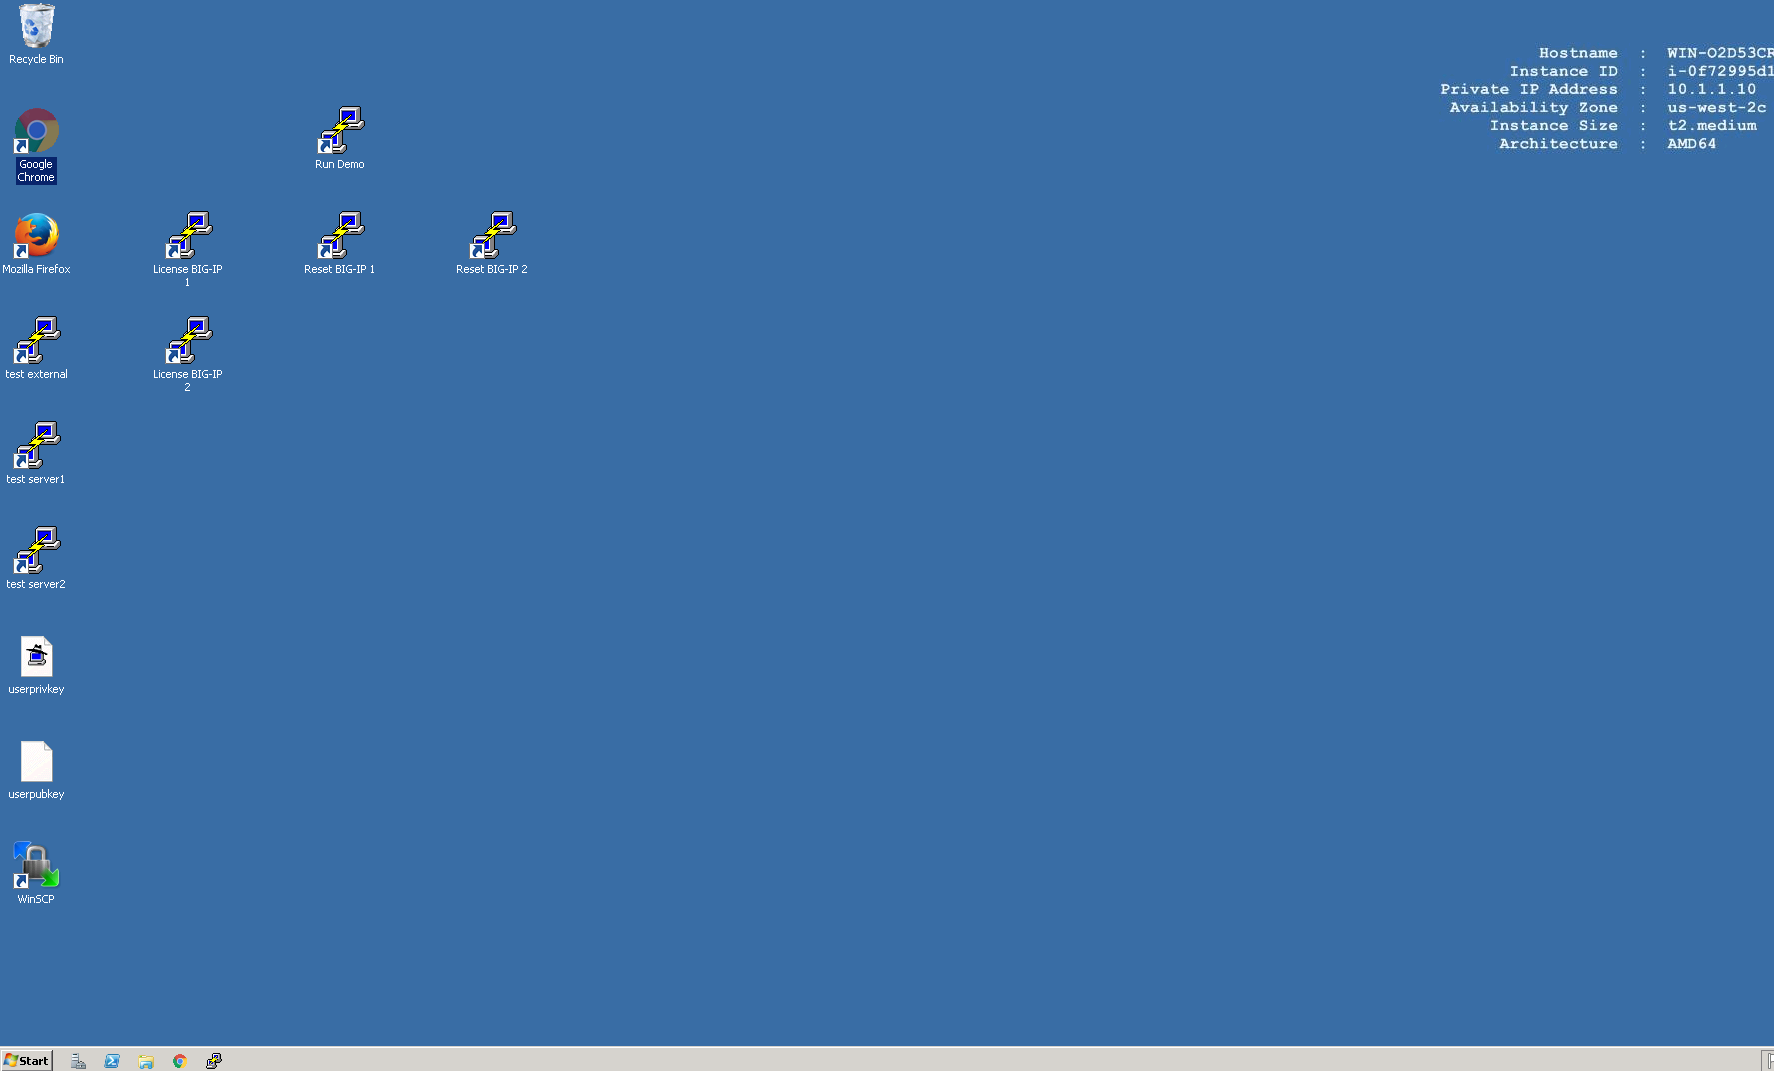 Recycle Bin
Hostname : WIN-O2D53CR
Instance ID : i-0f72995d1
Private IP Address : 10.1.1.10
Availability Zone : us-west-2c
Instance Size : t2.medium
Architecture : AMD64
Google
Chrome
Run Demo
Mozilla Firefox
License BIG-IP
1
Reset BIG-IP 1
Reset BIG-IP 2
test external
License BIG-IP
2
test server1
test server2
userprivkey
userpubkey
WinSCP
Start